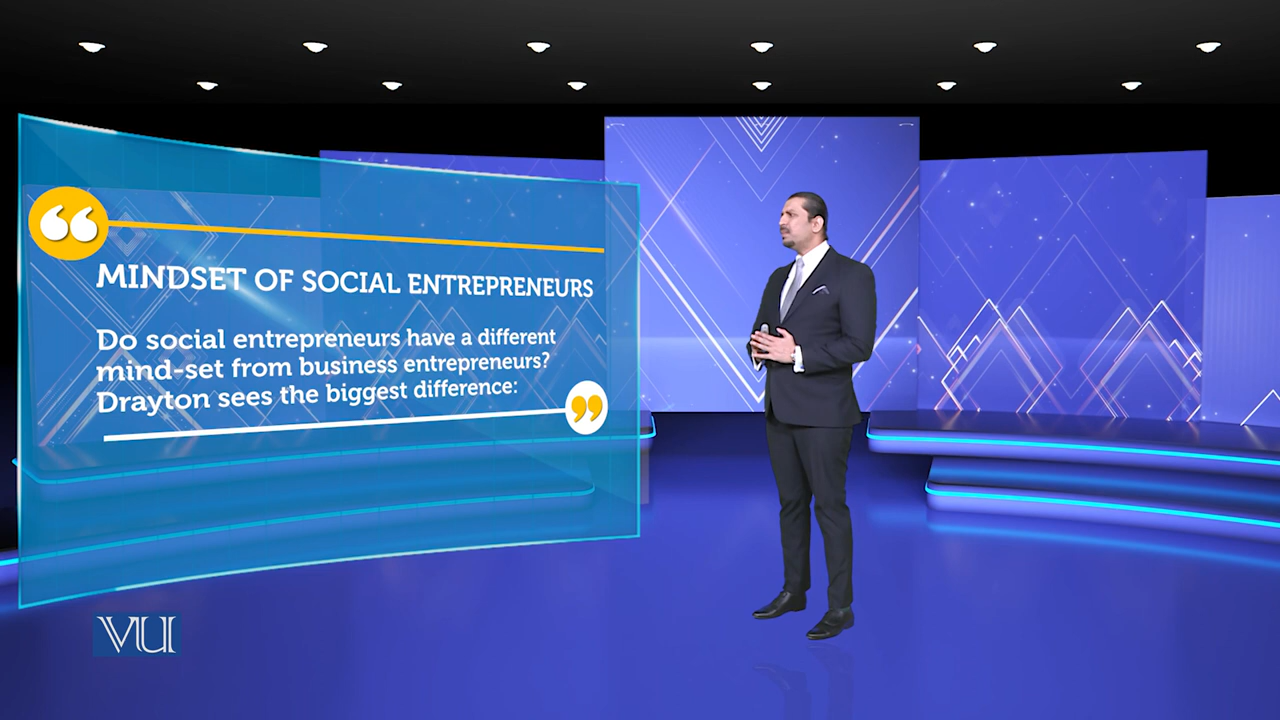 MINDSET OF SOCIAL ENTREPRENEURS
Do social entrepreneurs have a different
mind-set from business entrepreneurs?
Drayton sees the biggest difference:
VU